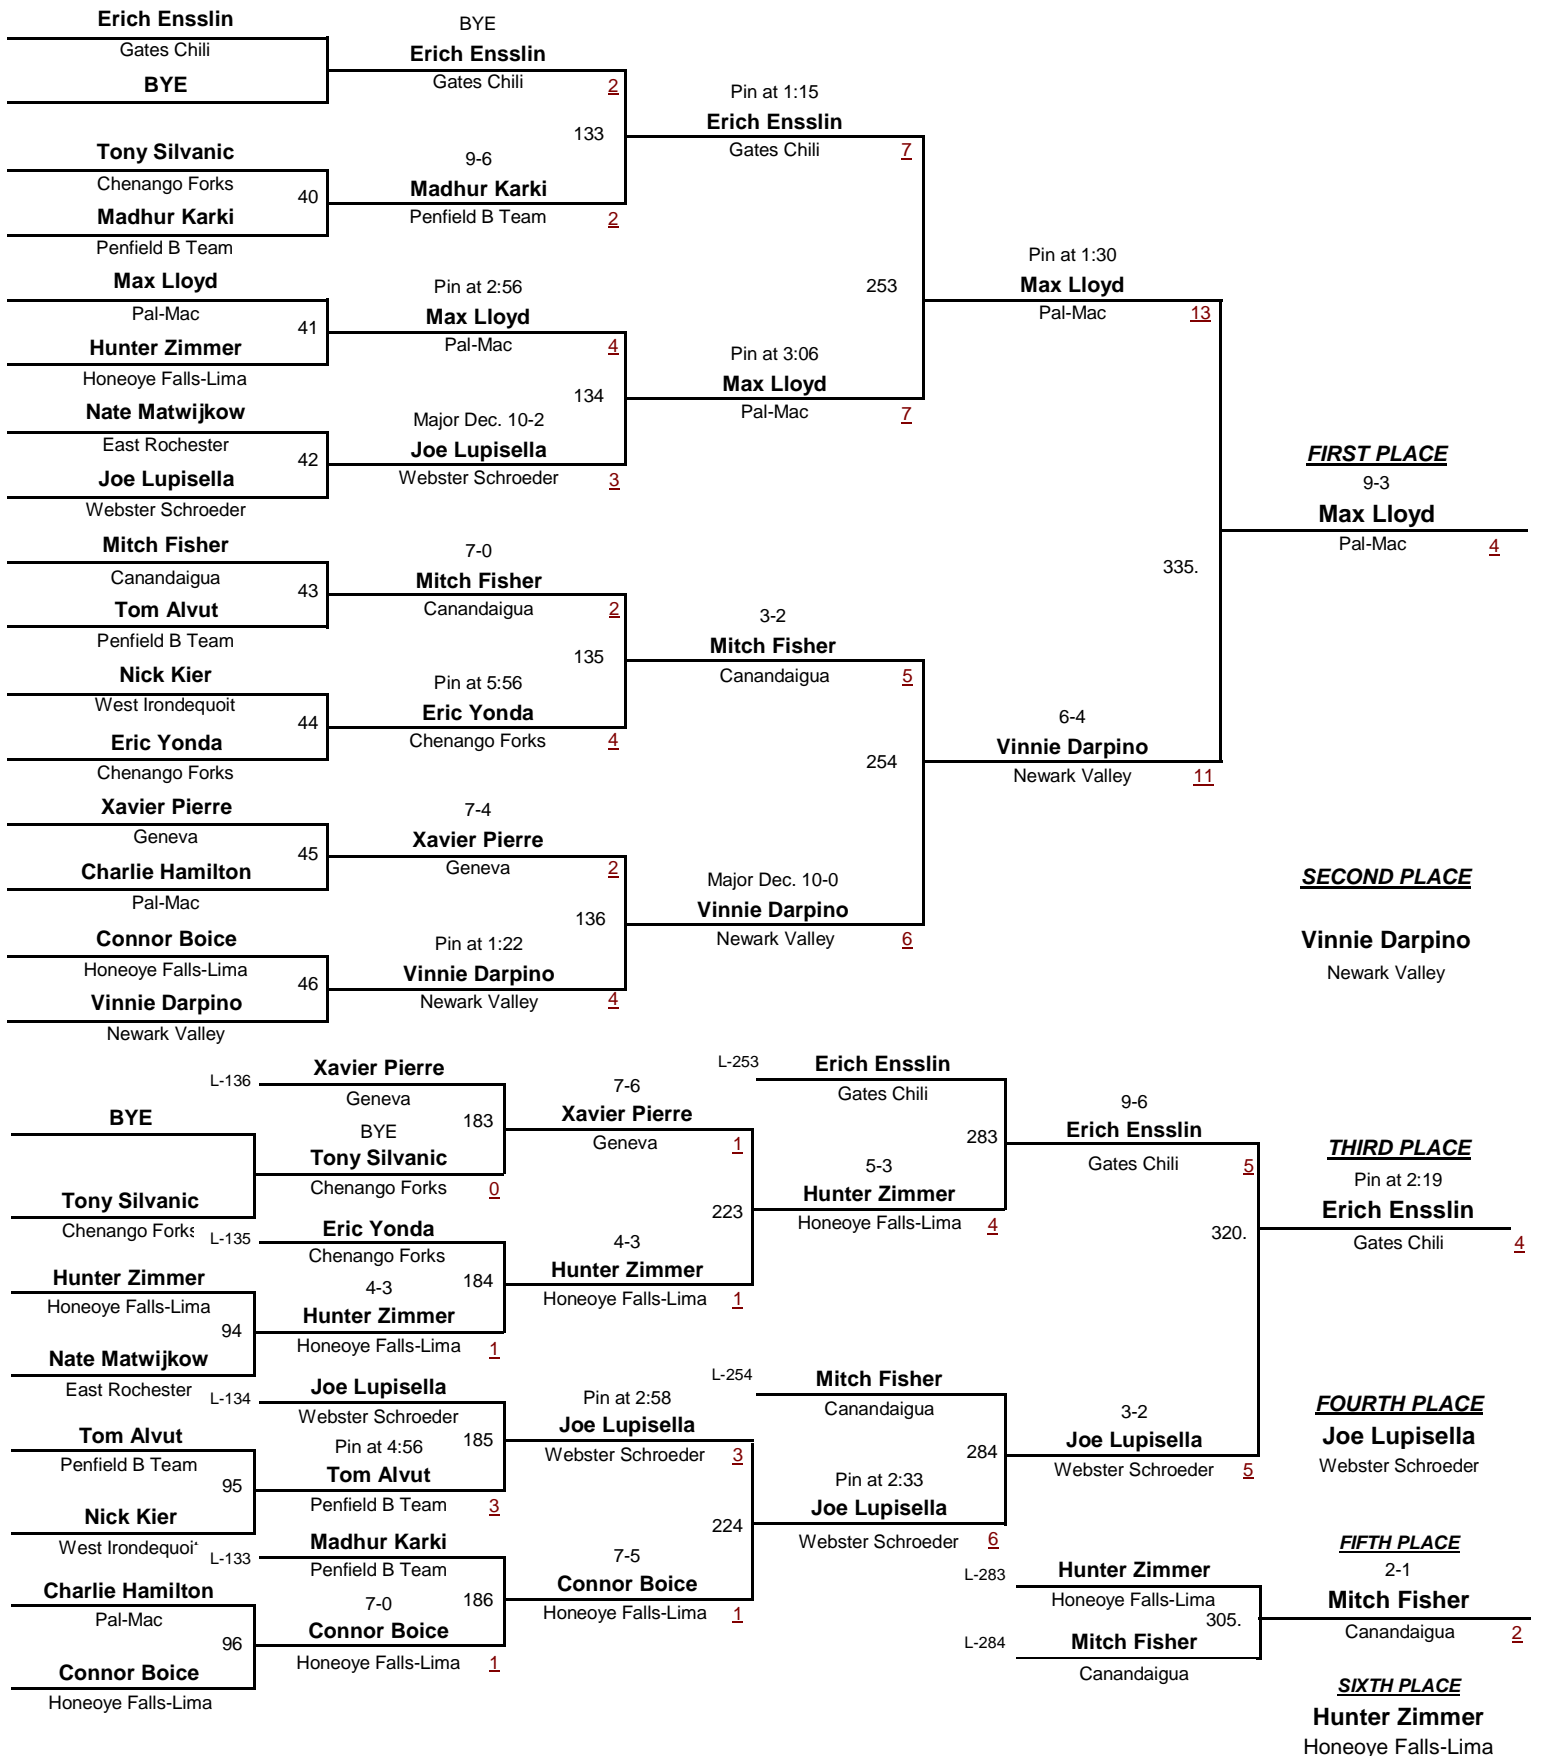 Erich Ensslin
Gates Chili
BYE
Tony Silvanic
Chenango Forks
40
Madhur Karki
Penfield B Team
Max Lloyd
Pal-Mac
41
Hunter Zimmer
Honeoye Falls-Lima
Nate Matwijkow
East Rochester
42
Joe Lupisella
Webster Schroeder
Mitch Fisher
Canandaigua
43
Tom Alvut
Penfield B Team
Nick Kier
West Irondequoit
44
Eric Yonda
Chenango Forks
Xavier Pierre
Geneva
45
Charlie Hamilton
Pal-Mac
Connor Boice
Honeoye Falls-Lima
46
Vinnie Darpino
Newark Valley
BYE
Erich Ensslin
Gates Chili 2
133
9-6
Madhur Karki
Penfield B Team 2
Pin at 2:56
Max Lloyd
Pal-Mac 4
134
Major Dec. 10-2
Joe Lupisella
Webster Schroeder 3
7-0
Mitch Fisher
Canandaigua 2
135
Pin at 5:56
Eric Yonda
Chenango Forks 4
7-4
Xavier Pierre
Geneva 2
136
Pin at 1:22
Vinnie Darpino
Newark Valley 4
Pin at 1:15
Erich Ensslin
Gates Chili 7
253
Pin at 3:06
Max Lloyd
Pal-Mac 7
3-2
Mitch Fisher
Canandaigua 5
254
Major Dec. 10-0
Vinnie Darpino
Newark Valley 6
Pin at 1:30
Max Lloyd
Pal-Mac 13
335.
6-4
Vinnie Darpino
Newark Valley 11
FIRST PLACE
9-3
Max Lloyd
Pal-Mac 4
SECOND PLACE
Vinnie Darpino
Newark Valley
BYE
Tony Silvanic
Chenango Forks
Hunter Zimmer
Honeoye Falls-Lima
94
Nate Matwijkow
East Rochester
Tom Alvut
Penfield B Team
95
Nick Kier
West Irondequoi
Charlie Hamilton
Pal-Mac
96
Connor Boice
Honeoye Falls-Lima
L-136
Xavier Pierre
Geneva
183
BYE
Tony Silvanic
Chenango Forks 0
L-135
Eric Yonda
Chenango Forks
184
4-3
Hunter Zimmer
Honeoye Falls-Lima 1
L-134
Joe Lupisella
Webster Schroeder
185
Pin at 4:56
Tom Alvut
Penfield B Team 3
L-133
Madhur Karki
Penfield B Team
186
7-0
Connor Boice
Honeoye Falls-Lima 1
7-6
Xavier Pierre
Geneva 1
223
4-3
Hunter Zimmer
Honeoye Falls-Lima 1
Pin at 2:58
Joe Lupisella
Webster Schroeder 3
224
7-5
Connor Boice
Honeoye Falls-Lima 1
L-253
Erich Ensslin
Gates Chili
283
5-3
Hunter Zimmer
Honeoye Falls-Lima 4
L-254
Mitch Fisher
Canandaigua
284
Pin at 2:33
Joe Lupisella
Webster Schroeder 6
9-6
Erich Ensslin
Gates Chili 5
320.
3-2
Joe Lupisella
Webster Schroeder 5
L-283
Hunter Zimmer
Honeoye Falls-Lima
305.
L-284
Mitch Fisher
Canandaigua
THIRD PLACE
Pin at 2:19
Erich Ensslin
Gates Chili 4
FOURTH PLACE
Joe Lupisella
Webster Schroeder
FIFTH PLACE
2-1
Mitch Fisher
Canandaigua 2
SIXTH PLACE
Hunter Zimmer
Honeoye Falls-Lima